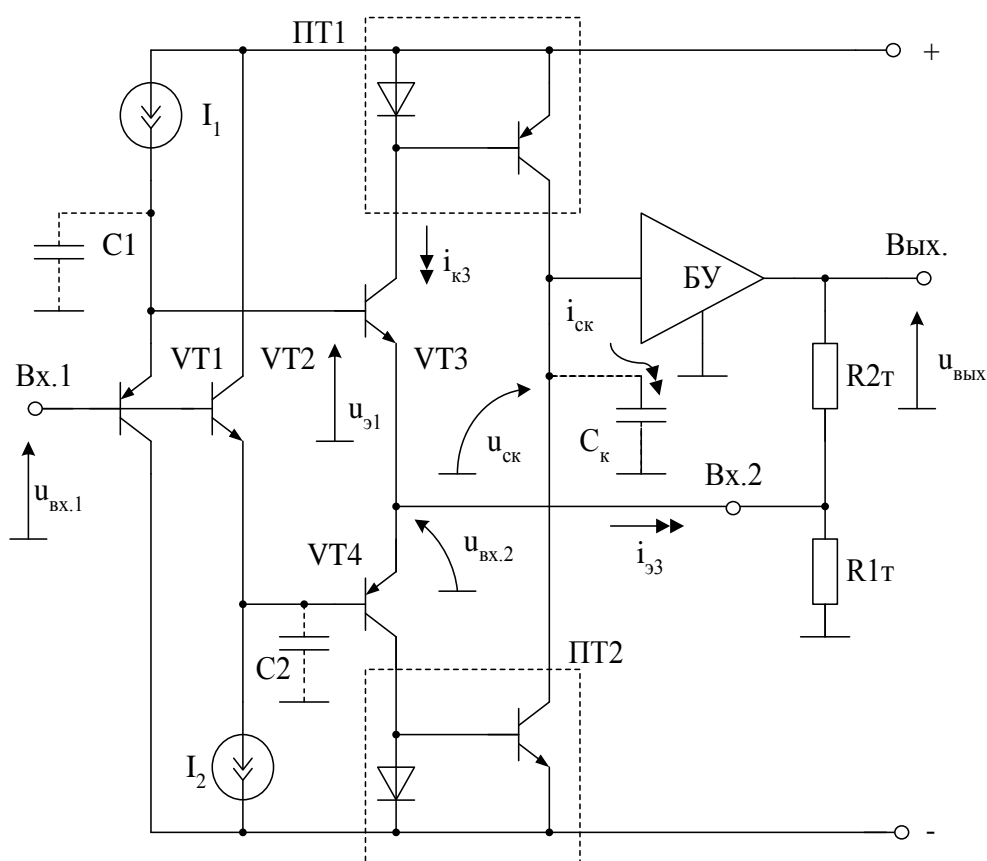 ПТ1
+
I₁
C1
iк3
Вых.
БУ
iск
VT1
VT2
VT3
Вх.1
uэ1
R2т
uвых
uск
Cк
uвх.1
Вх.2
VT4
uвх.2
iэ3
R1т
C2
ПТ2
I₂
-